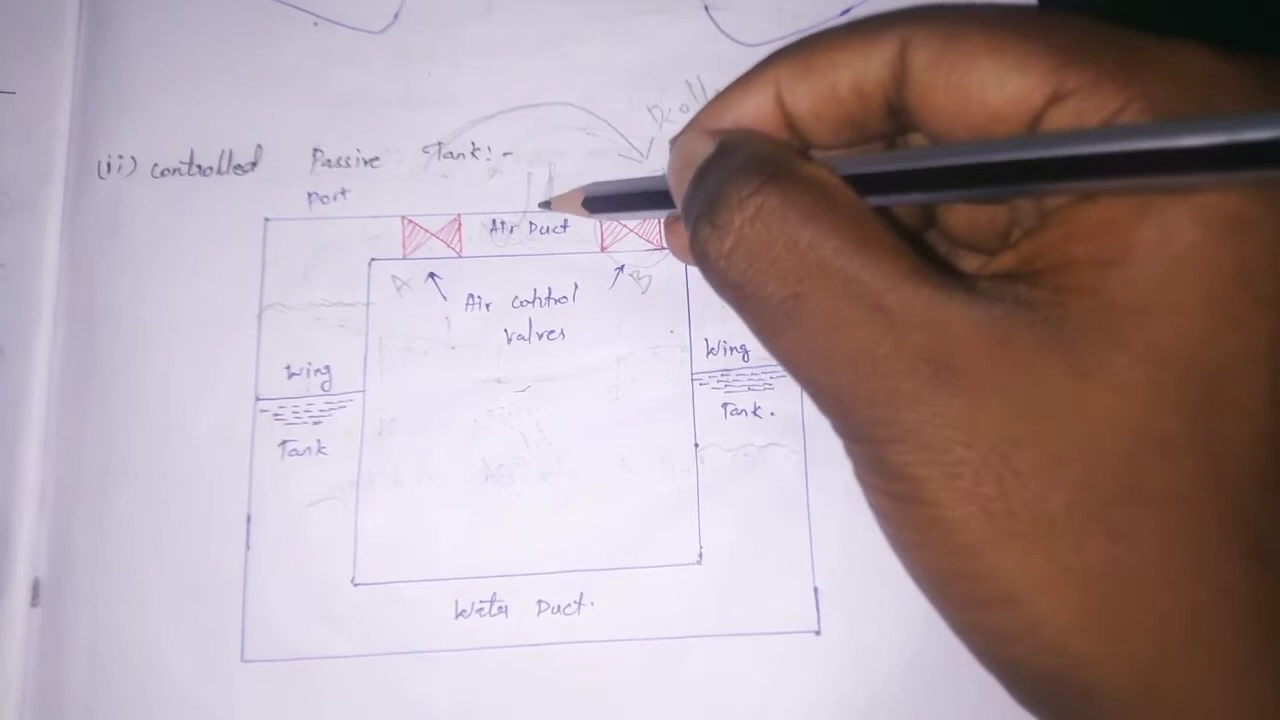 (ii) controlled Passive Tank:-
Port
Air Duct
A
B
Air control
valves
Wing
Tank
Wing
Tank.
Water Duct.